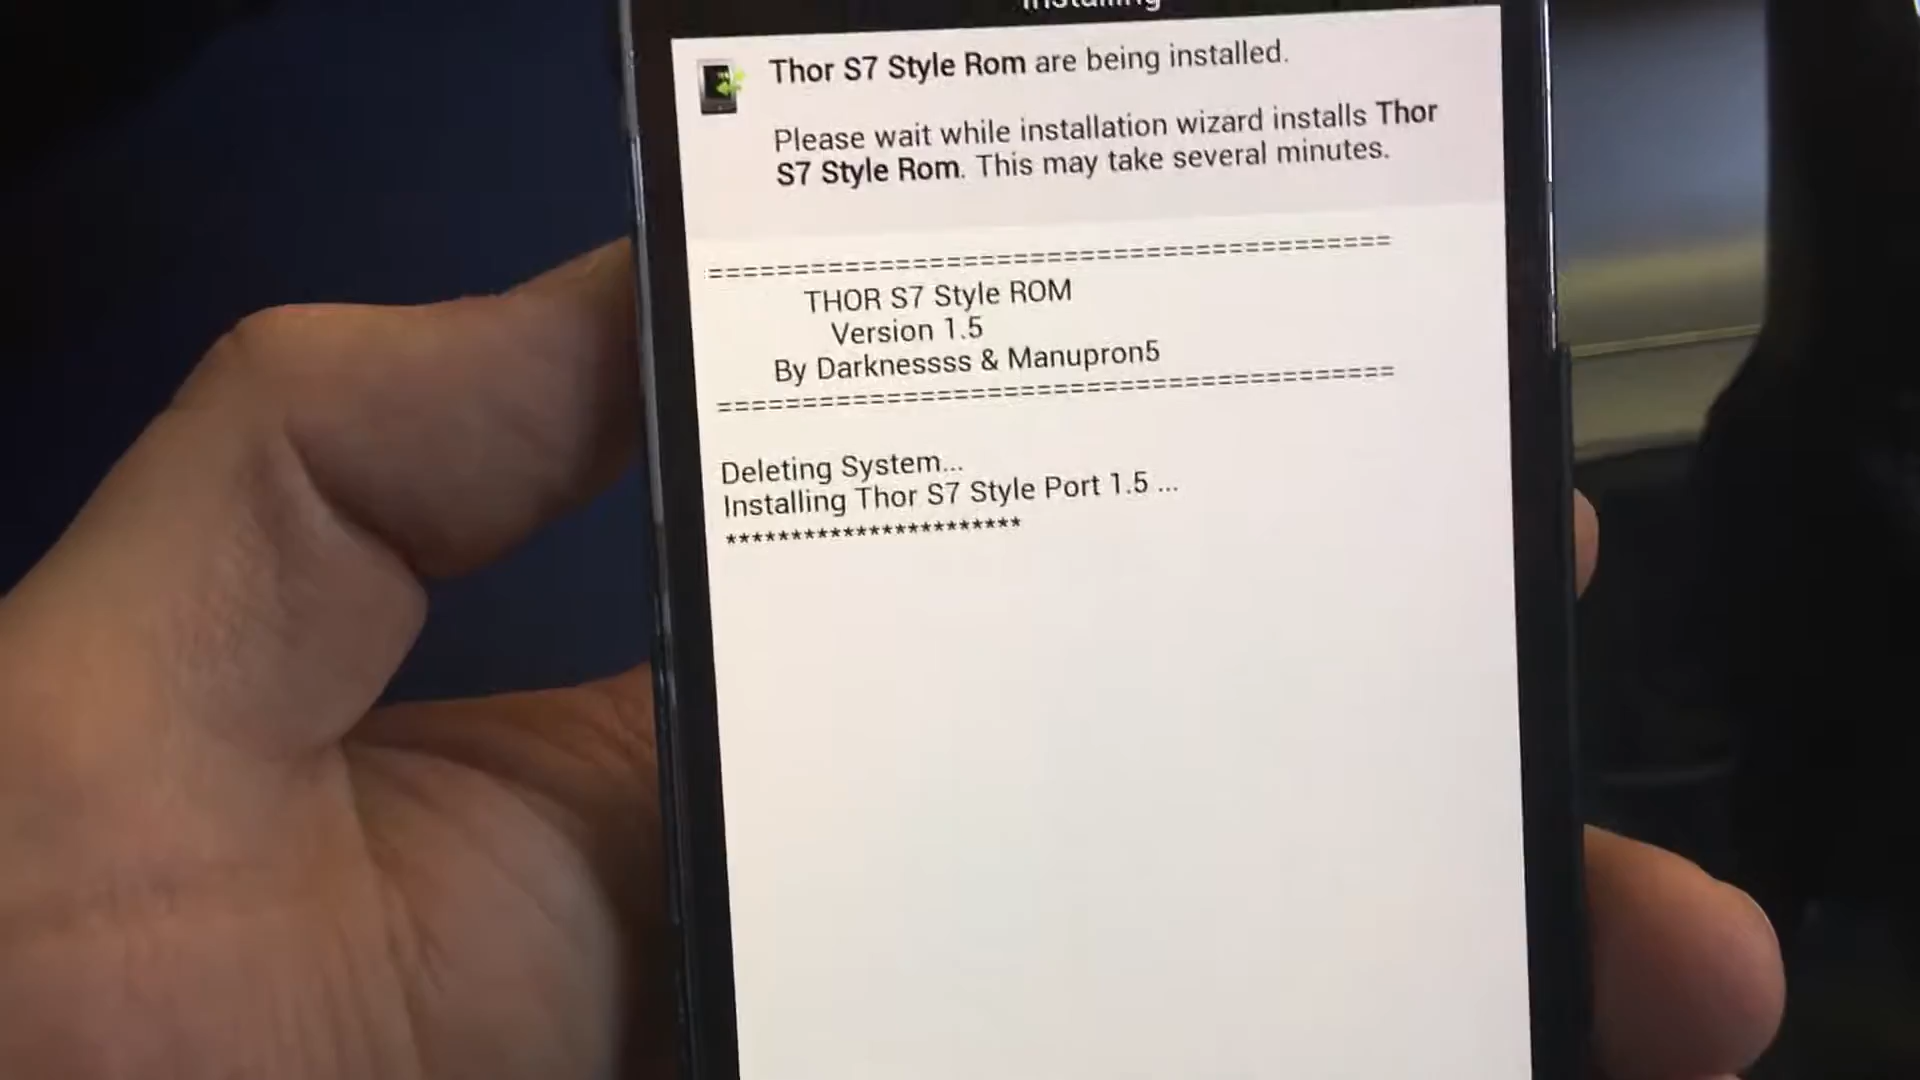 Installing
Thor S7 Style Rom are being installed.
Please wait while installation wizard installs Thor
S7 Style Rom. This may take several minutes.
========================================
THOR S7 Style ROM
Version 1.5
By Darknessss & Manupron5
========================================
Deleting System...
Installing Thor S7 Style Port 1.5 ...
***********************